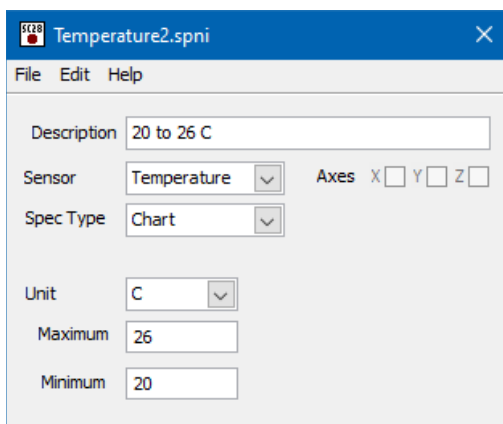 SC28
Temperature2.spni
File Edit Help
Description 20 to 26 C
Sensor Temperature Axes X Y Z
Spec Type Chart
Unit C
Maximum 26
Minimum 20